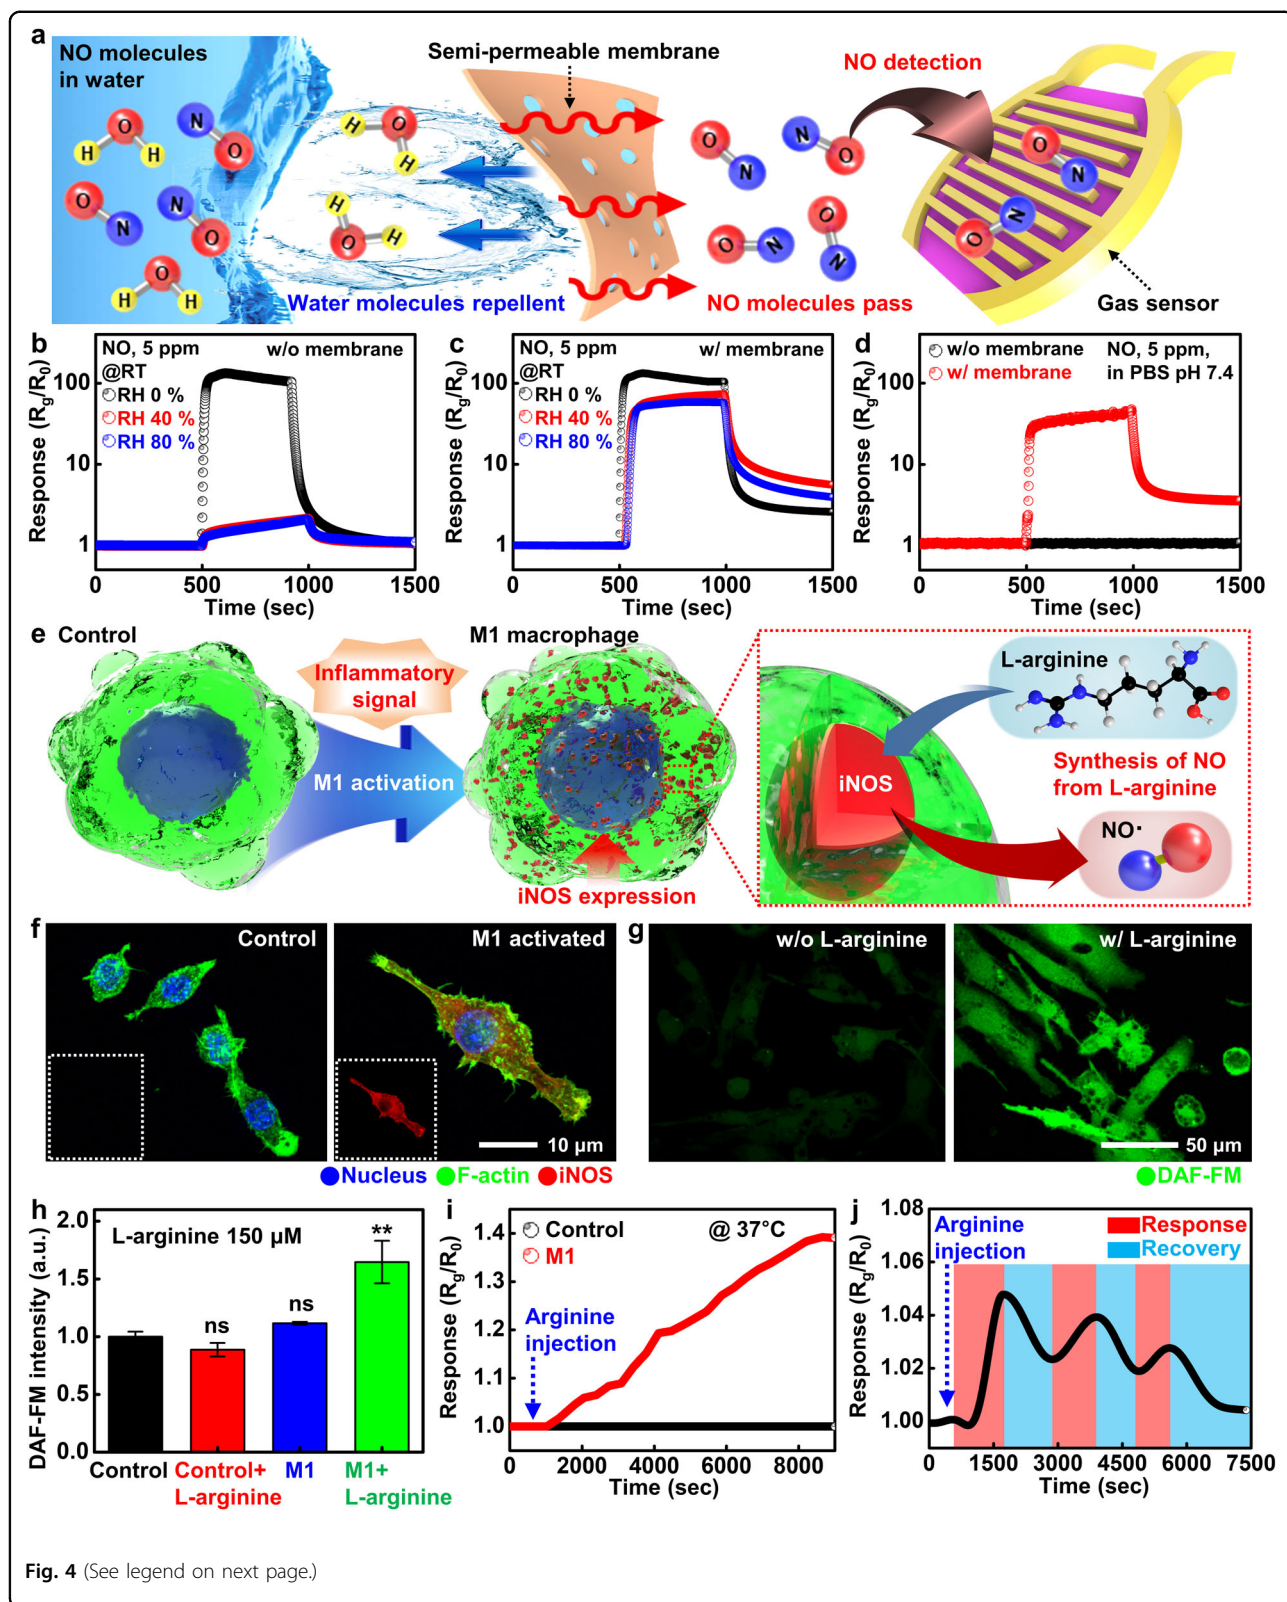 a
NO molecules
in water
Semi-permeable membrane
NO detection
H O H
N O
H O H
O N
N O
H O H
H O H
O N
N O
O N
O N
O N
O N
Water molecules repellent
NO molecules pass
Gas sensor
b
NO, 5 ppm w/o membrane
@RT
RH 0 %
RH 40 %
RH 80 %
Response (Rg/R0)
100
10
1
0 500 1000 1500
Time (sec)
c
NO, 5 ppm w/ membrane
@RT
RH 0 %
RH 40 %
RH 80 %
Response (Rg/R0)
100
10
1
0 500 1000 1500
Time (sec)
d
w/o membrane NO, 5 ppm,
w/ membrane in PBS pH 7.4
Response (Rg/R0)
100
10
1
0 500 1000 1500
Time (sec)
e Control
Inflammatory
signal
M1 activation
M1 macrophage
iNOS expression
iNOS
L-arginine
Synthesis of NO
from L-arginine
NO·
f
Control
M1 activated
10 µm
Nucleus F-actin iNOS
g
w/o L-arginine
w/ L-arginine
50 µm
DAF-FM
h
DAF-FM intensity (a.u.)
2.0
1.5
1.0
0.5
0.0
L-arginine 150 µM
ns
ns
**
Control
Control+
L-arginine
M1
M1+
L-arginine
i
Response (Rg/R0)
1.4
1.3
1.2
1.1
1.0
Control @ 37°C
M1
Arginine
injection
0 2000 4000 6000 8000
Time (sec)
j
Response (Rg/R0)
1.08
1.06
1.04
1.02
1.00
Arginine
injection
Response
Recovery
0 1500 3000 4500 6000 7500
Time (sec)
Fig. 4 (See legend on next page.)